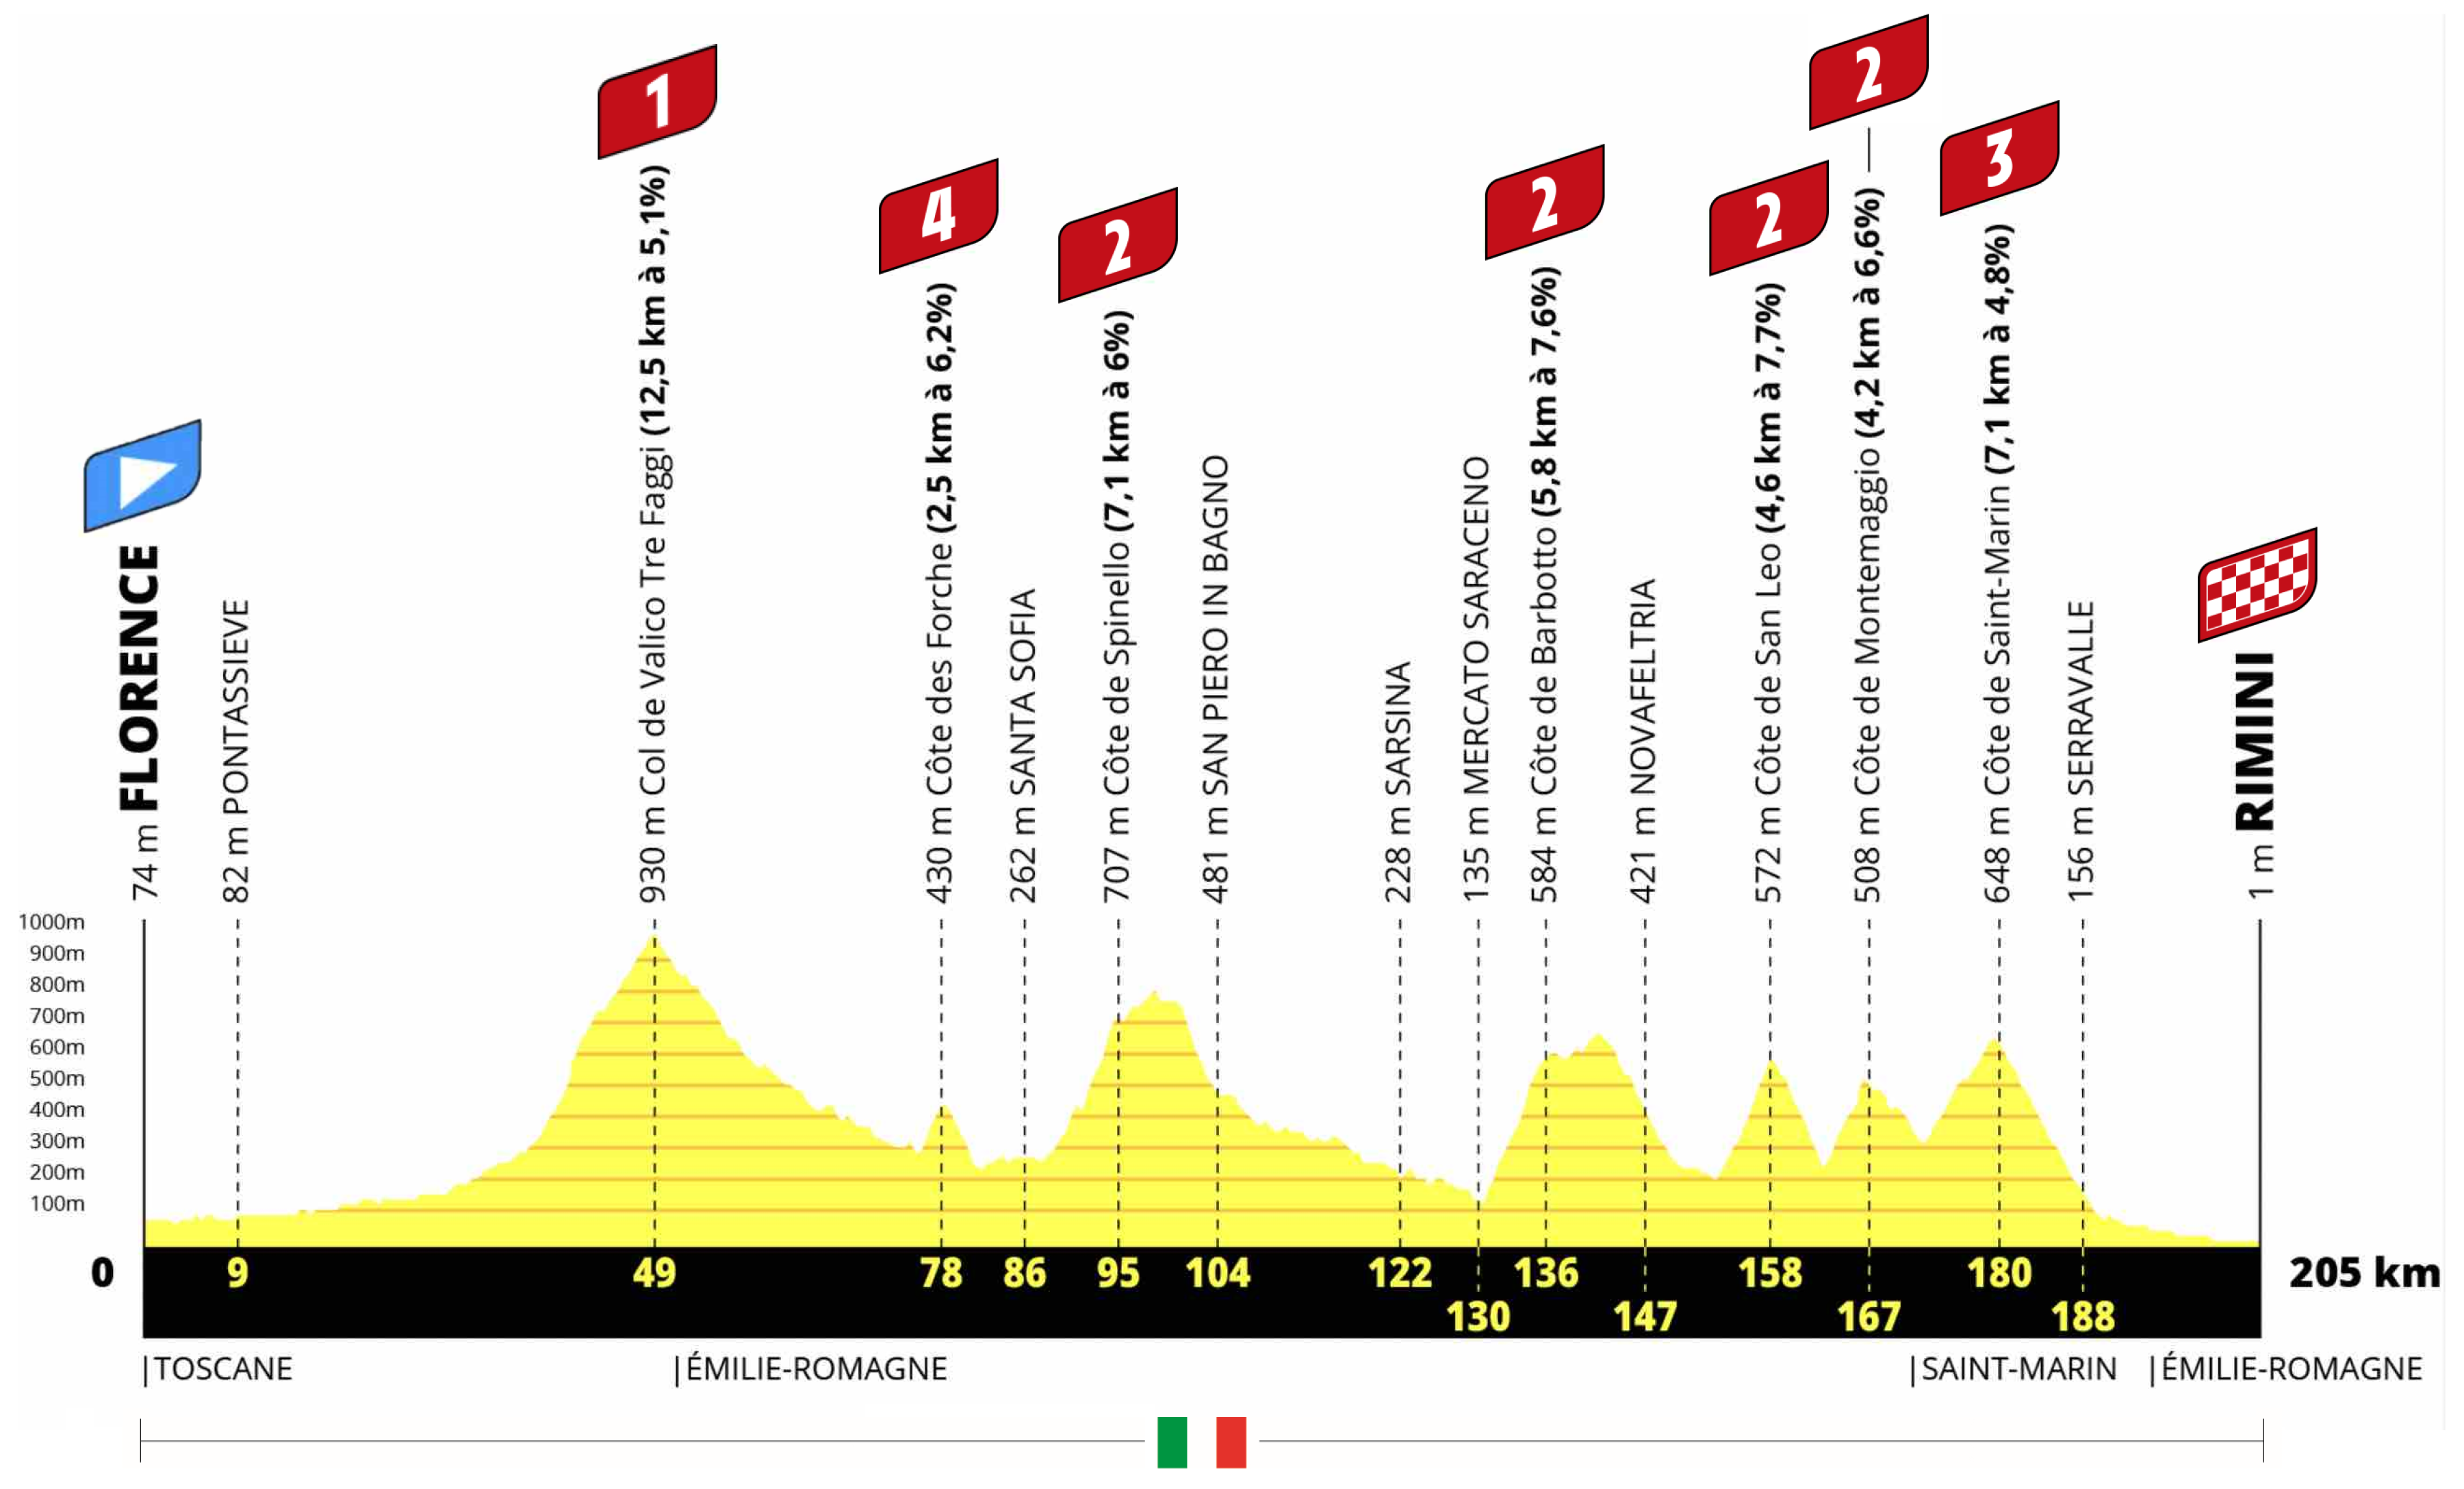 1
4
2
2
2
2
3
74 m FLORENCE
82 m PONTASSIEVE
930 m Col de Valico Tre Faggi (12,5 km à 5,1%)
430 m Côte des Forche (2,5 km à 6,2%)
262 m SANTA SOFIA
707 m Côte de Spinello (7,1 km à 6%)
481 m SAN PIERO IN BAGNO
228 m SARSINA
135 m MERCATO SARACENO
584 m Côte de Barbotto (5,8 km à 7,6%)
421 m NOVAFELTRIA
572 m Côte de San Leo (4,6 km à 7,7%)
508 m Côte de Montemaggio (4,2 km à 6,6%)
648 m Côte de Saint-Marin (7,1 km à 4,8%)
156 m SERRAVALLE
1 m RIMINI
1000m
900m
800m
700m
600m
500m
400m
300m
200m
100m
0 9 49 78 86 95 104 122 136 158 180 205 km
130 147 167 188
|TOSCANE |ÉMILIE-ROMAGNE |SAINT-MARIN |ÉMILIE-ROMAGNE